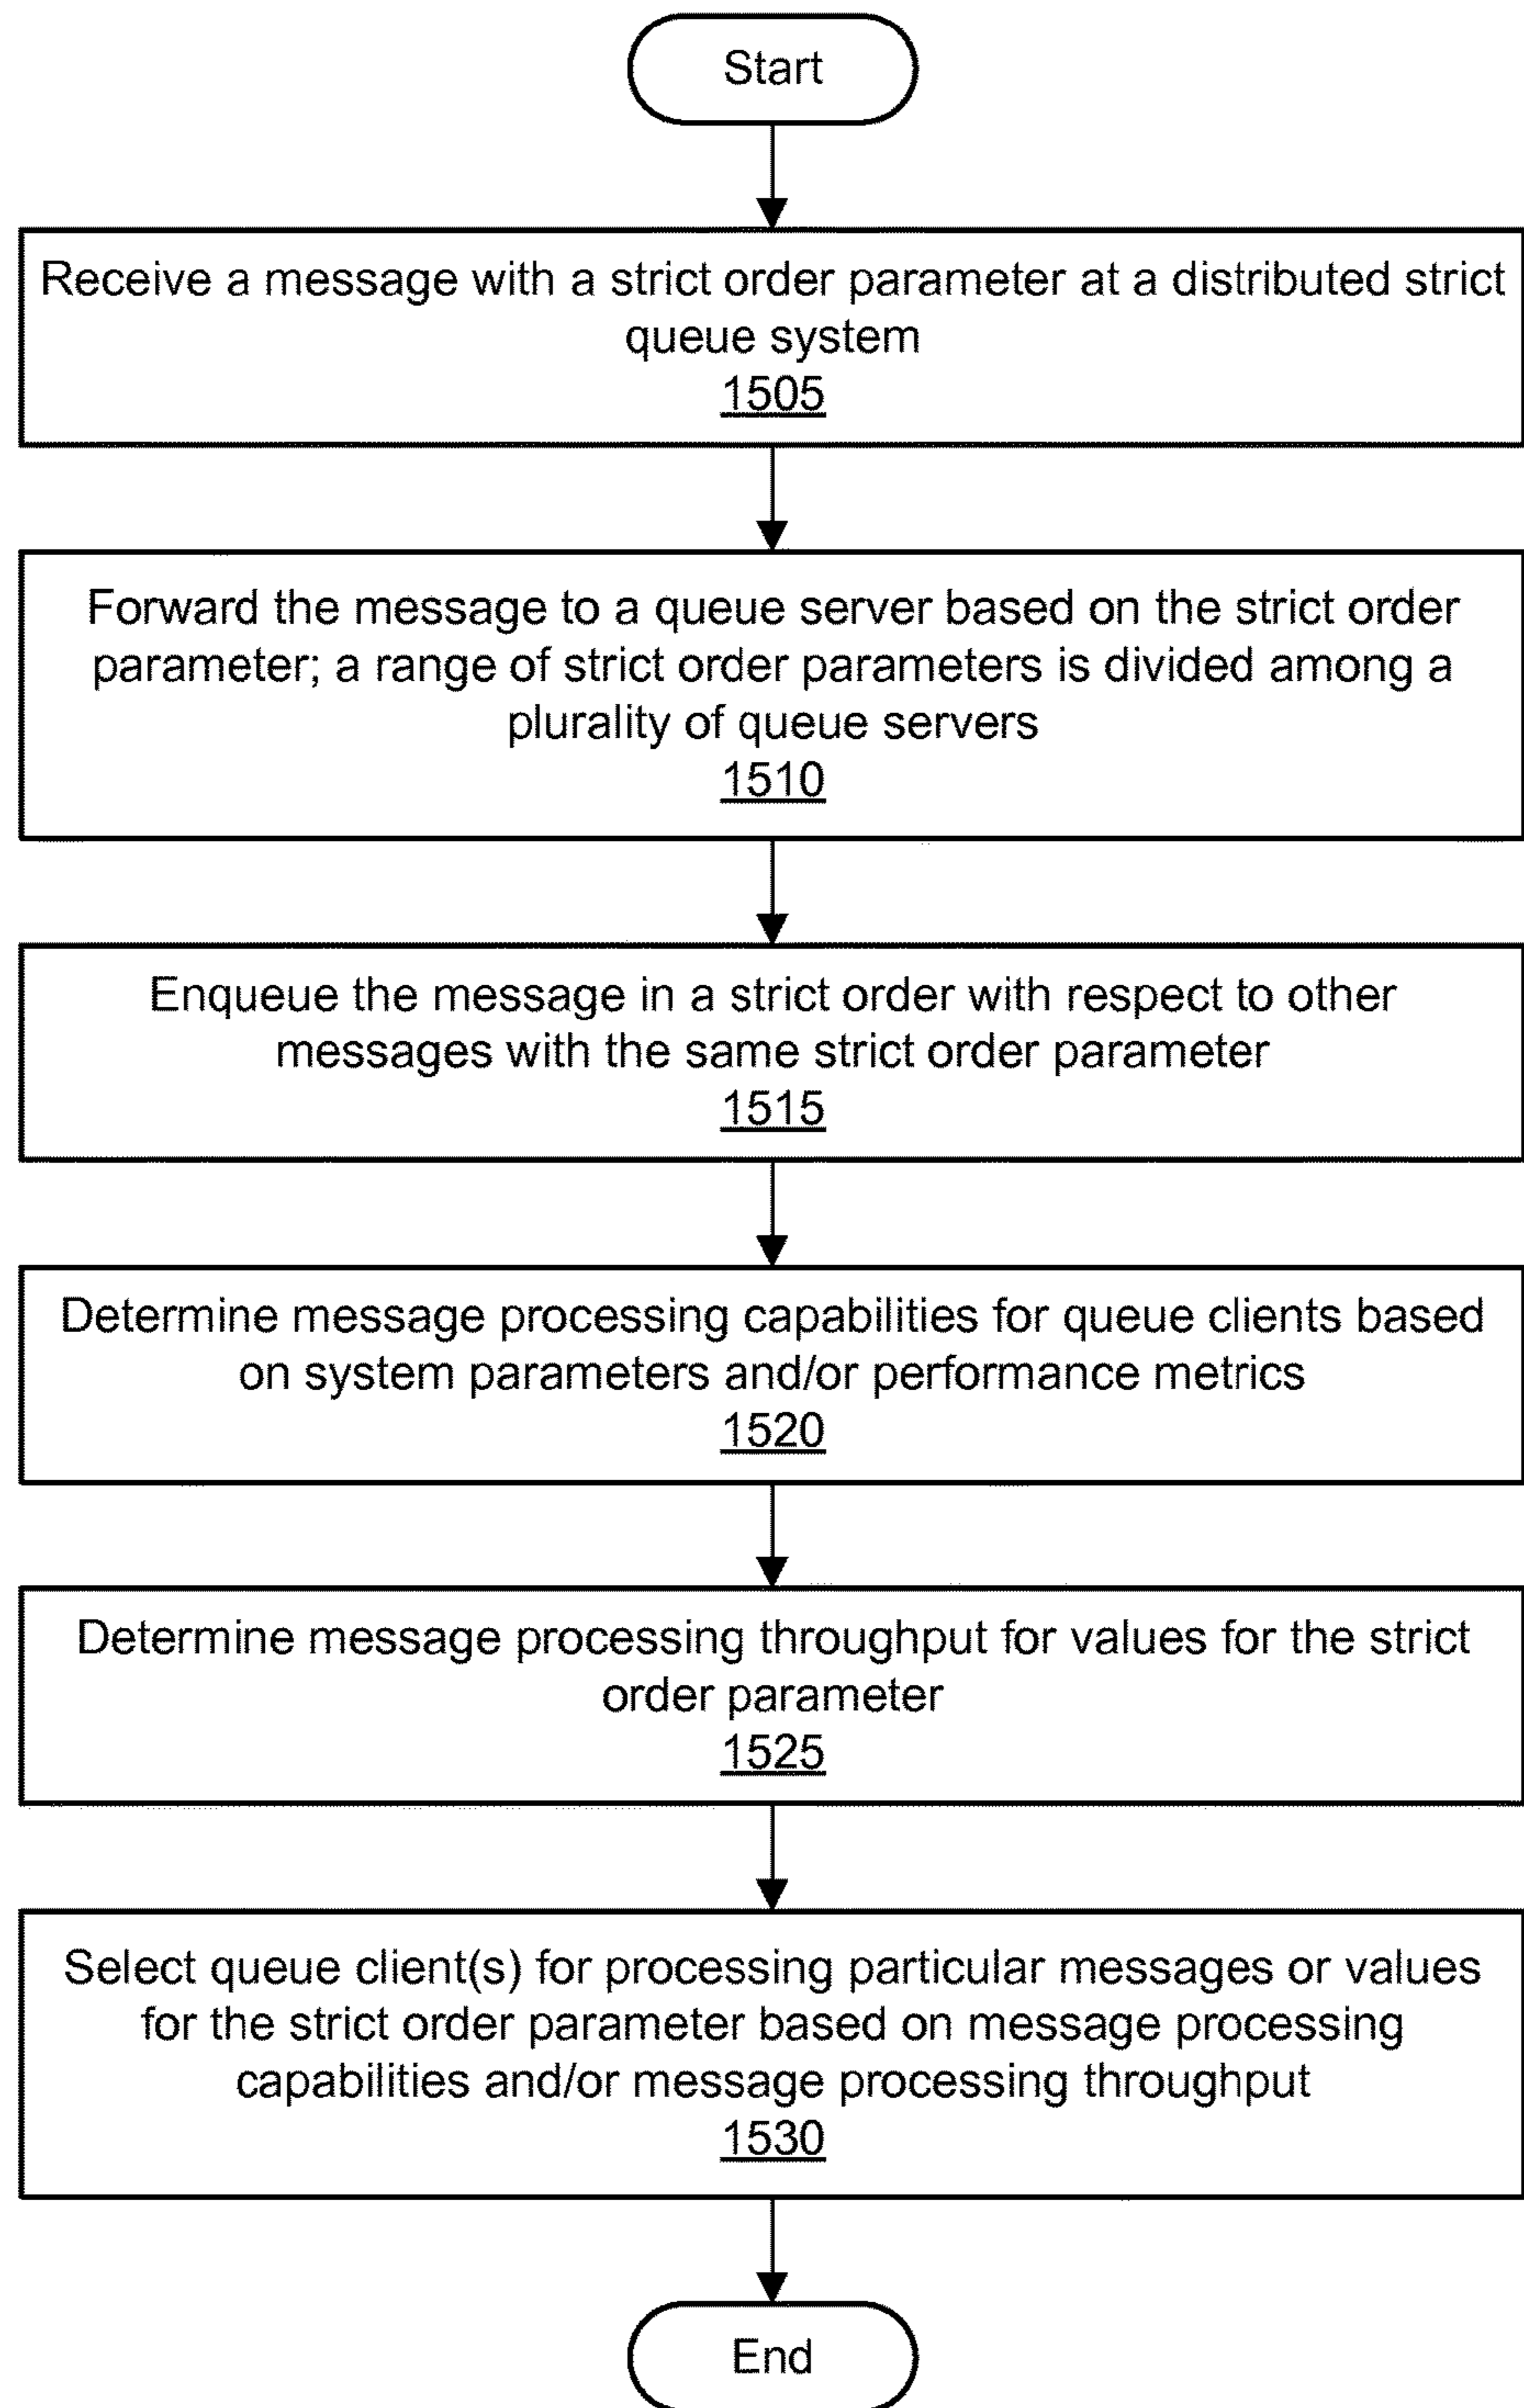 Start
Receive a message with a strict order parameter at a distributed strict
queue system
1505
Forward the message to a queue server based on the strict order
parameter; a range of strict order parameters is divided among a
plurality of queue servers
1510
Enqueue the message in a strict order with respect to other
messages with the same strict order parameter
1515
Determine message processing capabilities for queue clients based
on system parameters and/or performance metrics
1520
Determine message processing throughput for values for the strict
order parameter
1525
Select queue client(s) for processing particular messages or values
for the strict order parameter based on message processing
capabilities and/or message processing throughput
1530
End